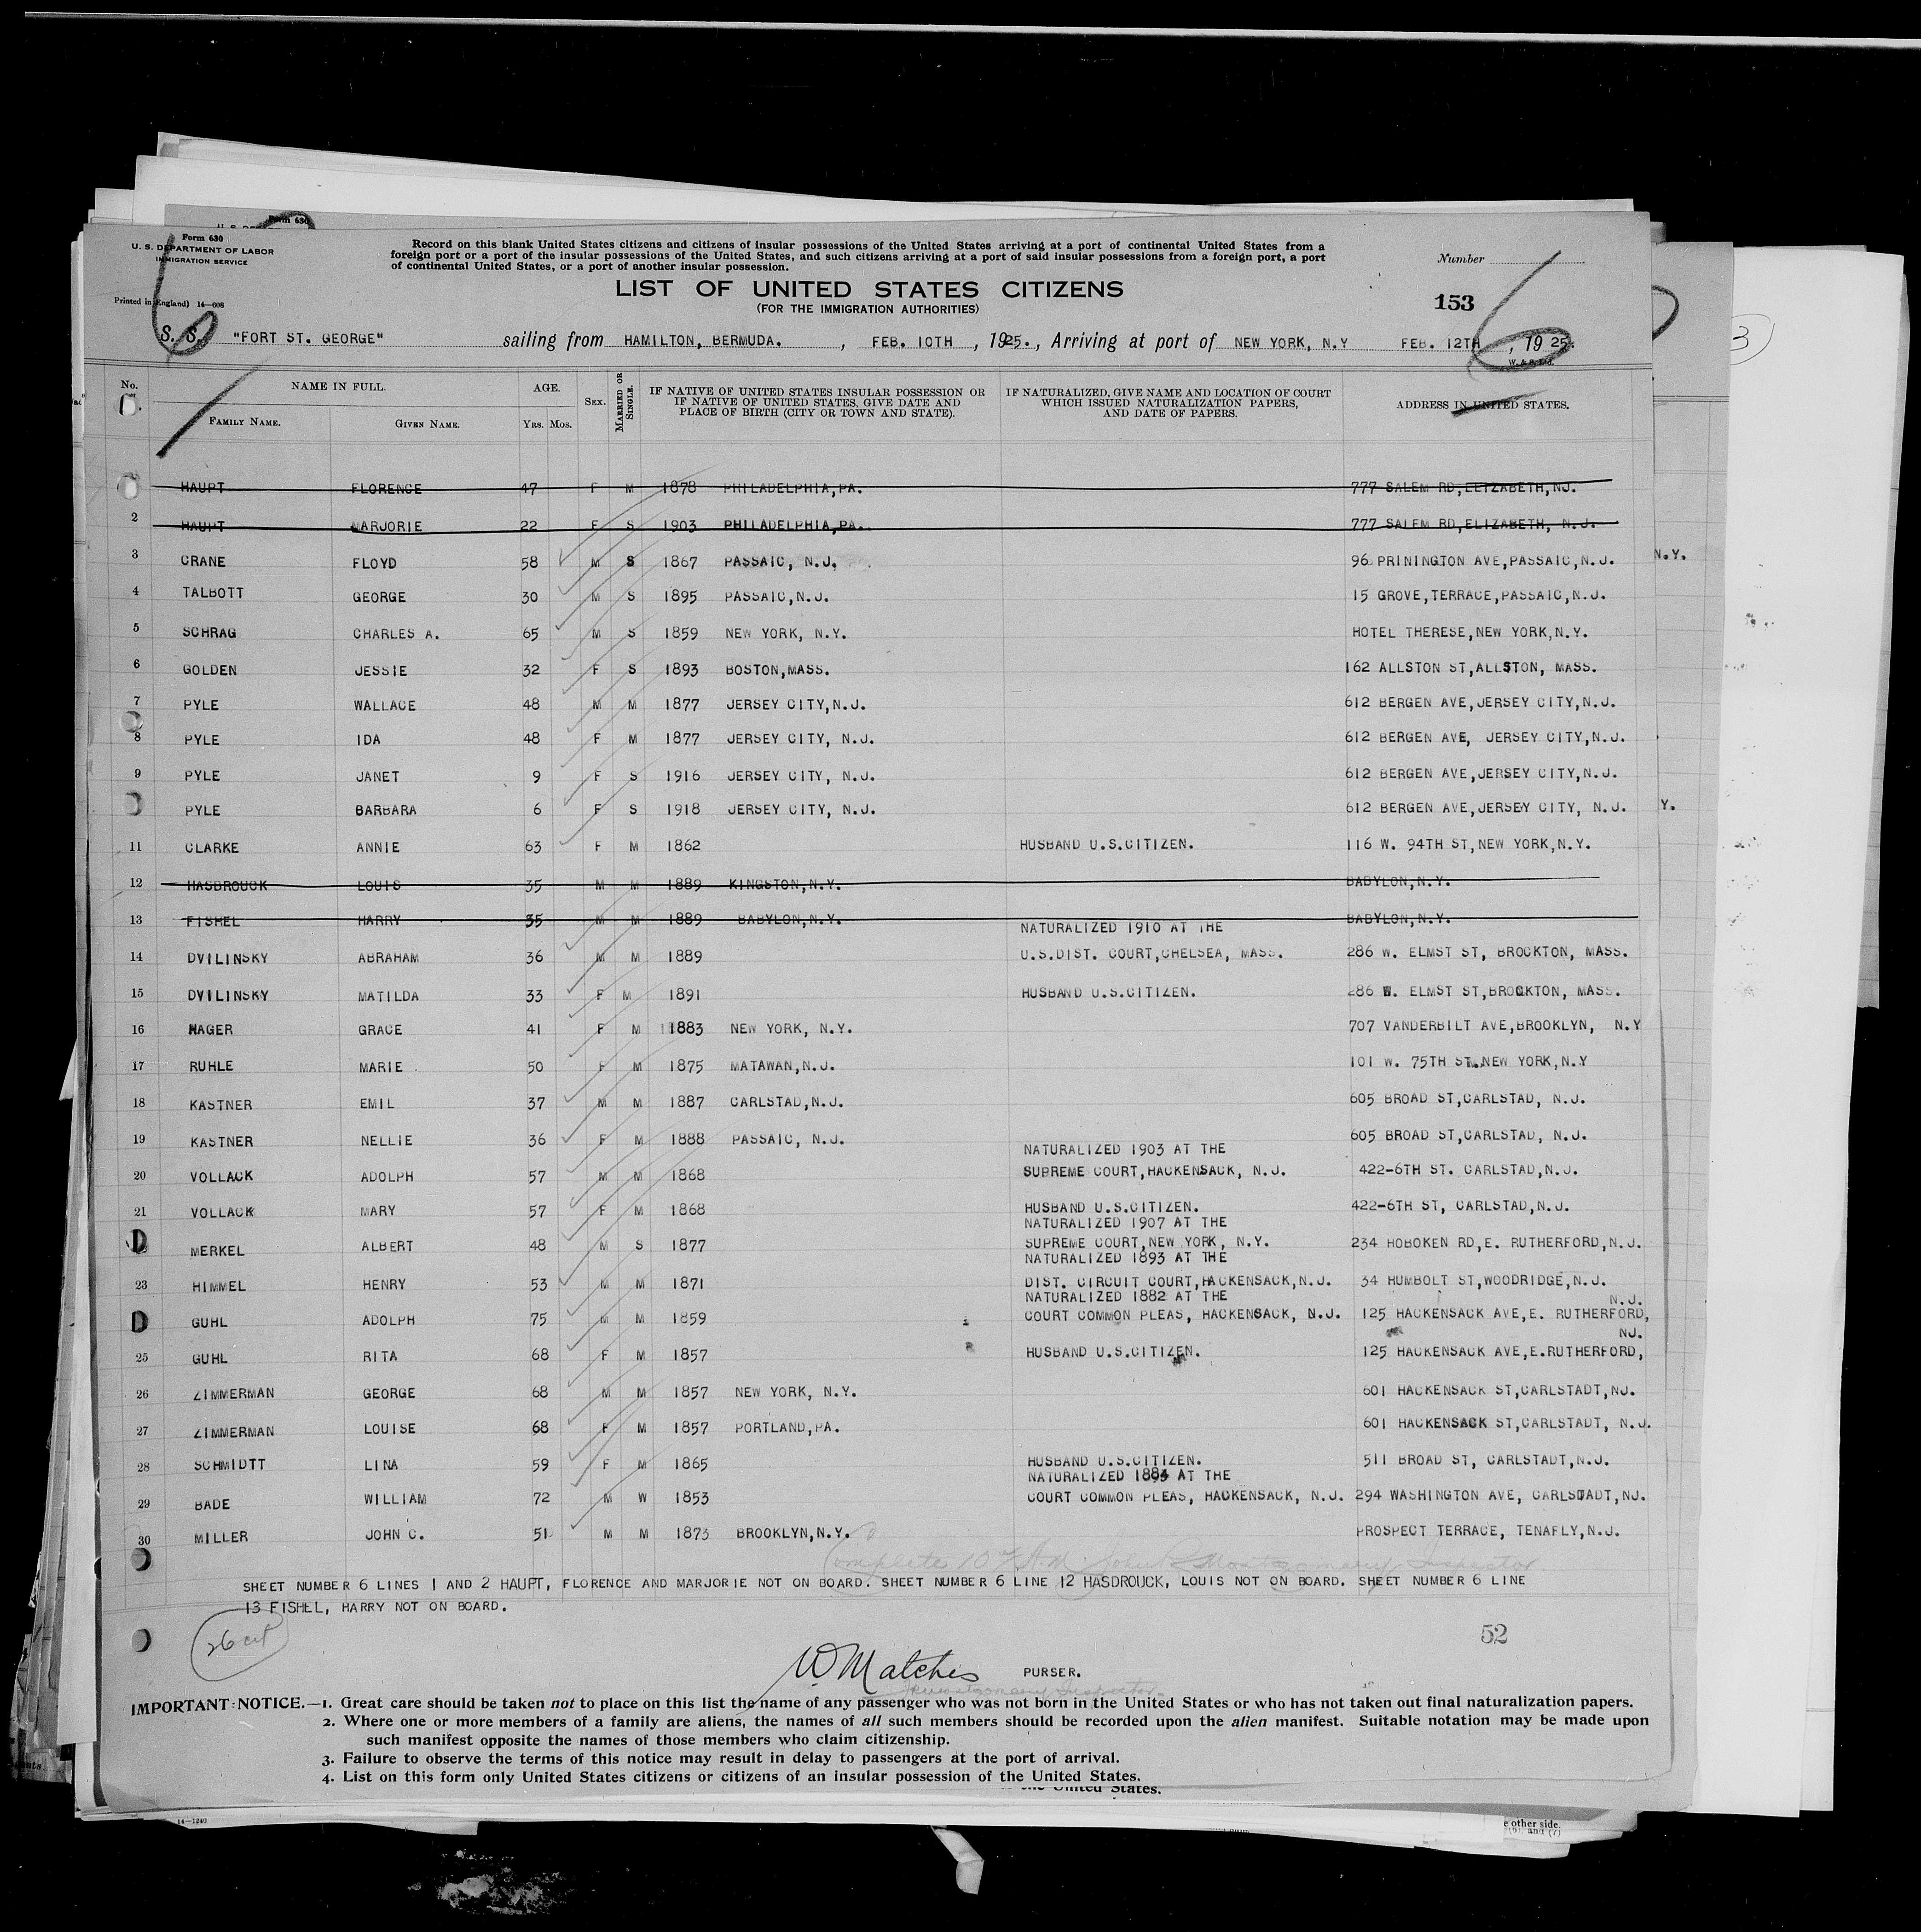 Form 630
U. S. DEPARTMENT OF LABOR
IMMIGRATION SERVICE
Printed in England) 14—608
Record on this blank United States citizens and citizens of insular possessions of the United States arriving at a port of continental United States from a
foreign port or a port of the insular possessions of the United States, and such citizens arriving at a port of said insular possessions from a foreign port, a port
of continental United States, or a port of another insular possession.
Number
LIST OF UNITED STATES CITIZENS
(FOR THE IMMIGRATION AUTHORITIES)
153
6
S. S. "FORT ST. GEORGE" sailing from HAMILTON, BERMUDA. , FEB. 10TH , 1925. , Arriving at port of NEW YORK, N.Y FEB. 12TH , 1925.
No. NAME IN FULL. AGE. SEX. MARRIED OR SINGLE. IF NATIVE OF UNITED STATES INSULAR POSSESSION OR IF NATIVE OF UNITED STATES, GIVE DATE AND PLACE OF BIRTH (CITY OR TOWN AND STATE). IF NATURALIZED, GIVE NAME AND LOCATION OF COURT WHICH ISSUED NATURALIZATION PAPERS, AND DATE OF PAPERS. ADDRESS IN UNITED STATES.
FAMILY NAME. GIVEN NAME. Yrs. Mos.
HAUPT FLORENCE 47 F M 1878 PHILADELPHIA,PA. 777 SALEM RD,ELIZABETH,NJ.
2 HAUPT MARJORIE 22 F S 1903 PHILADELPHIA,PA. 777 SALEM RD,ELIZABETH, N.J.
3 CRANE FLOYD 58 M S 1867 PASSAIC, N.J. 96 PRININGTON AVE,PASSAIC,N.J.
4 TALBOTT GEORGE 30 M S 1895 PASSAIC,N.J. 15 GROVE,TERRACE,PASSAIC,N.J.
5 SCHRAG CHARLES A. 65 M S 1859 NEW YORK, N.Y. HOTEL THERESE,NEW YORK,N.Y.
6 GOLDEN JESSIE 32 F S 1893 BOSTON,MASS. 162 ALLSTON ST,ALLSTON, MASS.
7 PYLE WALLACE 48 M M 1877 JERSEY CITY,N.J. 612 BERGEN AVE,JERSEY CITY,N.J.
8 PYLE IDA 48 F M 1877 JERSEY CITY, N.J. 612 BERGEN AVE, JERSEY CITY,N.J.
9 PYLE JANET 9 F S 1916 JERSEY CITY, N.J. 612 BERGEN AVE,JERSEY CITY,N.J.
PYLE BARBARA 6 F S 1918 JERSEY CITY, N.J. 612 BERGEN AVE,JERSEY CITY, N.J.
11 CLARKE ANNIE 63 F M 1862 HUSBAND U.S.CITIZEN. 116 W. 94TH ST,NEW YORK,N.Y.
12 HASBROUCK LOUIS 35 M M 1889 KINGSTON,N.Y. BABYLON,N.Y.
13 FISHEL HARRY 35 M M 1889 BABYLON,N.Y. BABYLON,N.Y.
NATURALIZED 1910 AT THE
14 DVILINSKY ABRAHAM 36 M M 1889 U.S.DIST. COURT,CHELSEA, MASS. 286 W. ELMST ST, BROCKTON, MASS.
15 DVILINSKY MATILDA 33 F M 1891 HUSBAND U.S.CITIZEN. 286 W. ELMST ST,BROCKTON, MASS.
16 HAGER GRACE 41 F M 1883 NEW YORK, N.Y. 707 VANDERBILT AVE,BROOKLYN, N.Y
17 RUHLE MARIE 50 F M 1875 MATAWAN,N.J. 101 W. 75TH ST.NEW YORK,N.Y
18 KASTNER EMIL 37 M M 1887 CARLSTAD,N.J. 605 BROAD ST,CARLSTAD, N.J.
19 KASTNER NELLIE 36 F M 1888 PASSAIC, N.J. 605 BROAD ST,CARLSTAD, N.J.
NATURALIZED 1903 AT THE
20 VOLLACK ADOLPH 57 M M 1868 SUPREME COURT,HACKENSACK, N.J. 422-6TH ST. CARLSTAD,N.J.
21 VOLLACK MARY 57 F M 1868 HUSBAND U.S.CITIZEN. 422-6TH ST, CARLSTAD,N.J.
NATURALIZED 1907 AT THE
MERKEL ALBERT 48 M S 1877 SUPREME COURT,NEW YORK, N.Y. 234 HOBOKEN RD,E. RUTHERFORD,N.J.
NATURALIZED 1893 AT THE
23 HIMMEL HENRY 53 M M 1871 DIST. CIRCUIT COURT,HACKENSACK,N.J. 34 HUMBOLT ST,WOODRIDGE,N.J.
NATURALIZED 1882 AT THE N.J.
GUHL ADOLPH 75 M M 1859 COURT COMMON PLEAS, HACKENSACK, N.J. 125 HACKENSACK AVE,E. RUTHERFORD,
NJ.
25 GUHL RITA 68 F M 1857 HUSBAND U.S.CITIZEN. 125 HACKENSACK AVE,E.RUTHERFORD,
26 ZIMMERMAN GEORGE 68 M M 1857 NEW YORK, N.Y. 601 HACKENSACK ST,CARLSTADT,NJ.
27 ZIMMERMAN LOUISE 68 F M 1857 PORTLAND,PA. 601 HACKENSACK ST,CARLSTADT, N.J.
28 SCHMIDTT LINA 59 F M 1865 HUSBAND U.S.CITIZEN. 511 BROAD ST, CARLSTADT,N.J.
NATURALIZED 1884 AT THE
29 BADE WILLIAM 72 M W 1853 COURT COMMON PLEAS, HACKENSACK, N.J. 294 WASHINGTON AVE, CARLSTADT,NJ.
30 MILLER JOHN C. 51 M M 1873 BROOKLYN,N.Y. PROSPECT TERRACE, TENAFLY,N.J.
Complete 10 A.M. John R Montgomery Inspector
SHEET NUMBER 6 LINES 1 AND 2 HAUPT, FLORENCE AND MARJORIE NOT ON BOARD. SHEET NUMBER 6 LINE 12 HASDROUCK, LOUIS NOT ON BOARD. SHEET NUMBER 6 LINE
13 FISHEL, HARRY NOT ON BOARD.
26 cit
52
W Matches PURSER.
IMPORTANT NOTICE.—1. Great care should be taken not to place on this list the name of any passenger who was not born in the United States or who has not taken out final naturalization papers.
2. Where one or more members of a family are aliens, the names of all such members should be recorded upon the alien manifest. Suitable notation may be made upon
such manifest opposite the names of those members who claim citizenship.
3. Failure to observe the terms of this notice may result in delay to passengers at the port of arrival.
4. List on this form only United States citizens or citizens of an insular possession of the United States.
the United States.
14—1240
e other side.
and (7)
N.Y.
Y.
3